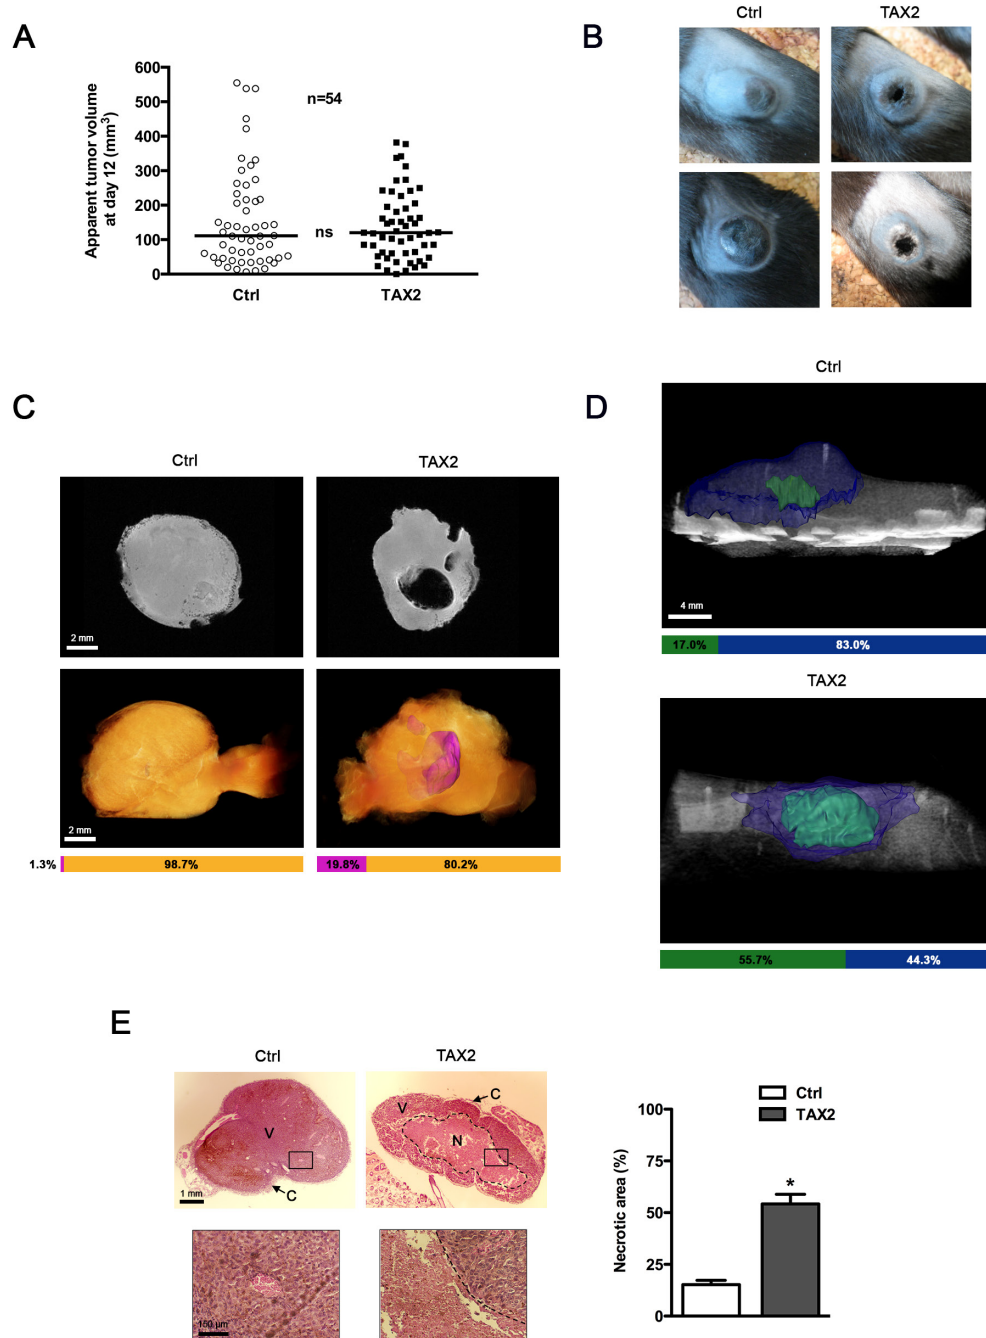 A
Apparent tumor volume
at day 12 (mm3)
600
500
400
300
200
100
0
n=54
ns
Ctrl
TAX2
B
Ctrl
TAX2
C
Ctrl
TAX2
2 mm
2 mm
1.3%
98.7%
19.8%
80.2%
D
Ctrl
4 mm
17.0%
83.0%
TAX2
55.7%
44.3%
E
Ctrl
TAX2
V
C
1 mm
V
C
N
150 µm
Ctrl
TAX2
Necrotic area (%)
100
75
50
25
0
*